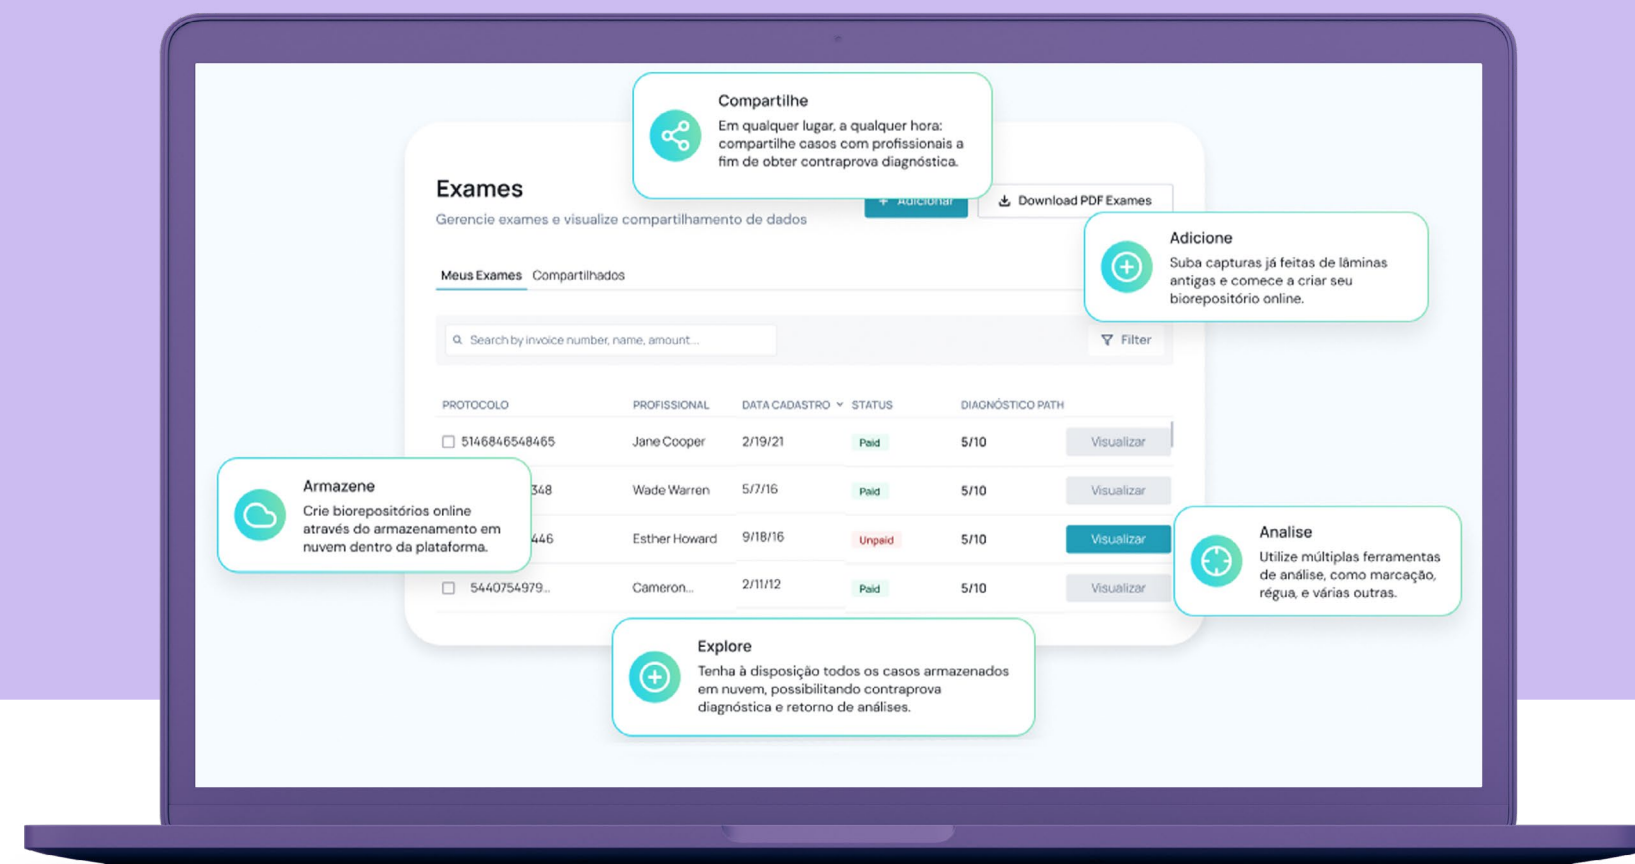 Compartilhe
Em qualquer lugar, a qualquer hora:
compartilhe casos com profissionais a
fim de obter contraprova diagnóstica.
Exames
Gerencie exames e visualize compartilhamento de dados
+ Adicionar
Download PDF Exames
Adicione
Suba capturas já feitas de lâminas
antigas e comece a criar seu
biorepositório online.
Meus Exames Compartilhados
Search by invoice number, name, amount...
Filter
PROTOCOLO PROFISSIONAL DATA CADASTRO STATUS DIAGNÓSTICO PATH
5146846548465 Jane Cooper 2/19/21 Paid 5/10 Visualizar
348 Wade Warren 5/7/16 Paid 5/10 Visualizar
446 Esther Howard 9/18/16 Unpaid 5/10 Visualizar
5440754979... Cameron... 2/11/12 Paid 5/10 Visualizar
Armazene
Crie biorepositórios online
através do armazenamento em
nuvem dentro da plataforma.
Analise
Utilize múltiplas ferramentas
de análise, como marcação,
régua, e várias outras.
Explore
Tenha à disposição todos os casos armazenados
em nuvem, possibilitando contraprova
diagnóstica e retorno de análises.